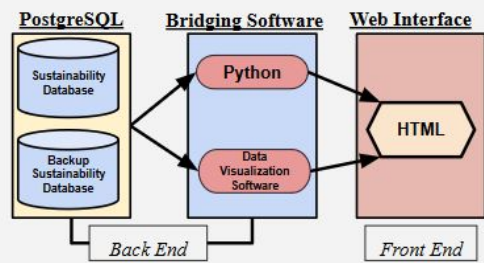 PostgreSQL
Bridging Software
Web Interface
Sustainability
Database
Backup
Sustainability
Database
Python
Data
Visualization
Software
HTML
Back End
Front End